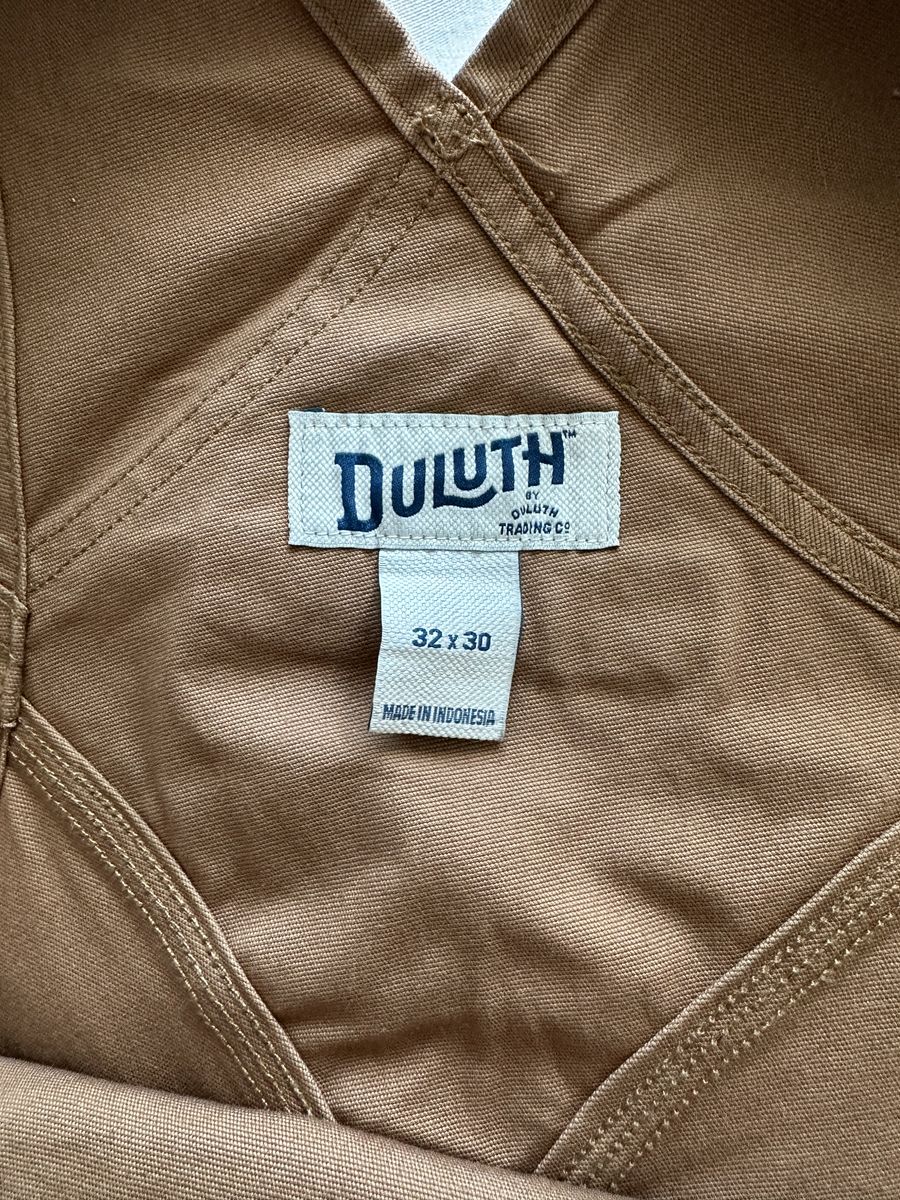 DULUTH™
BY
DULUTH
TRADING Cº
32 x 30
MADE IN INDONESIA